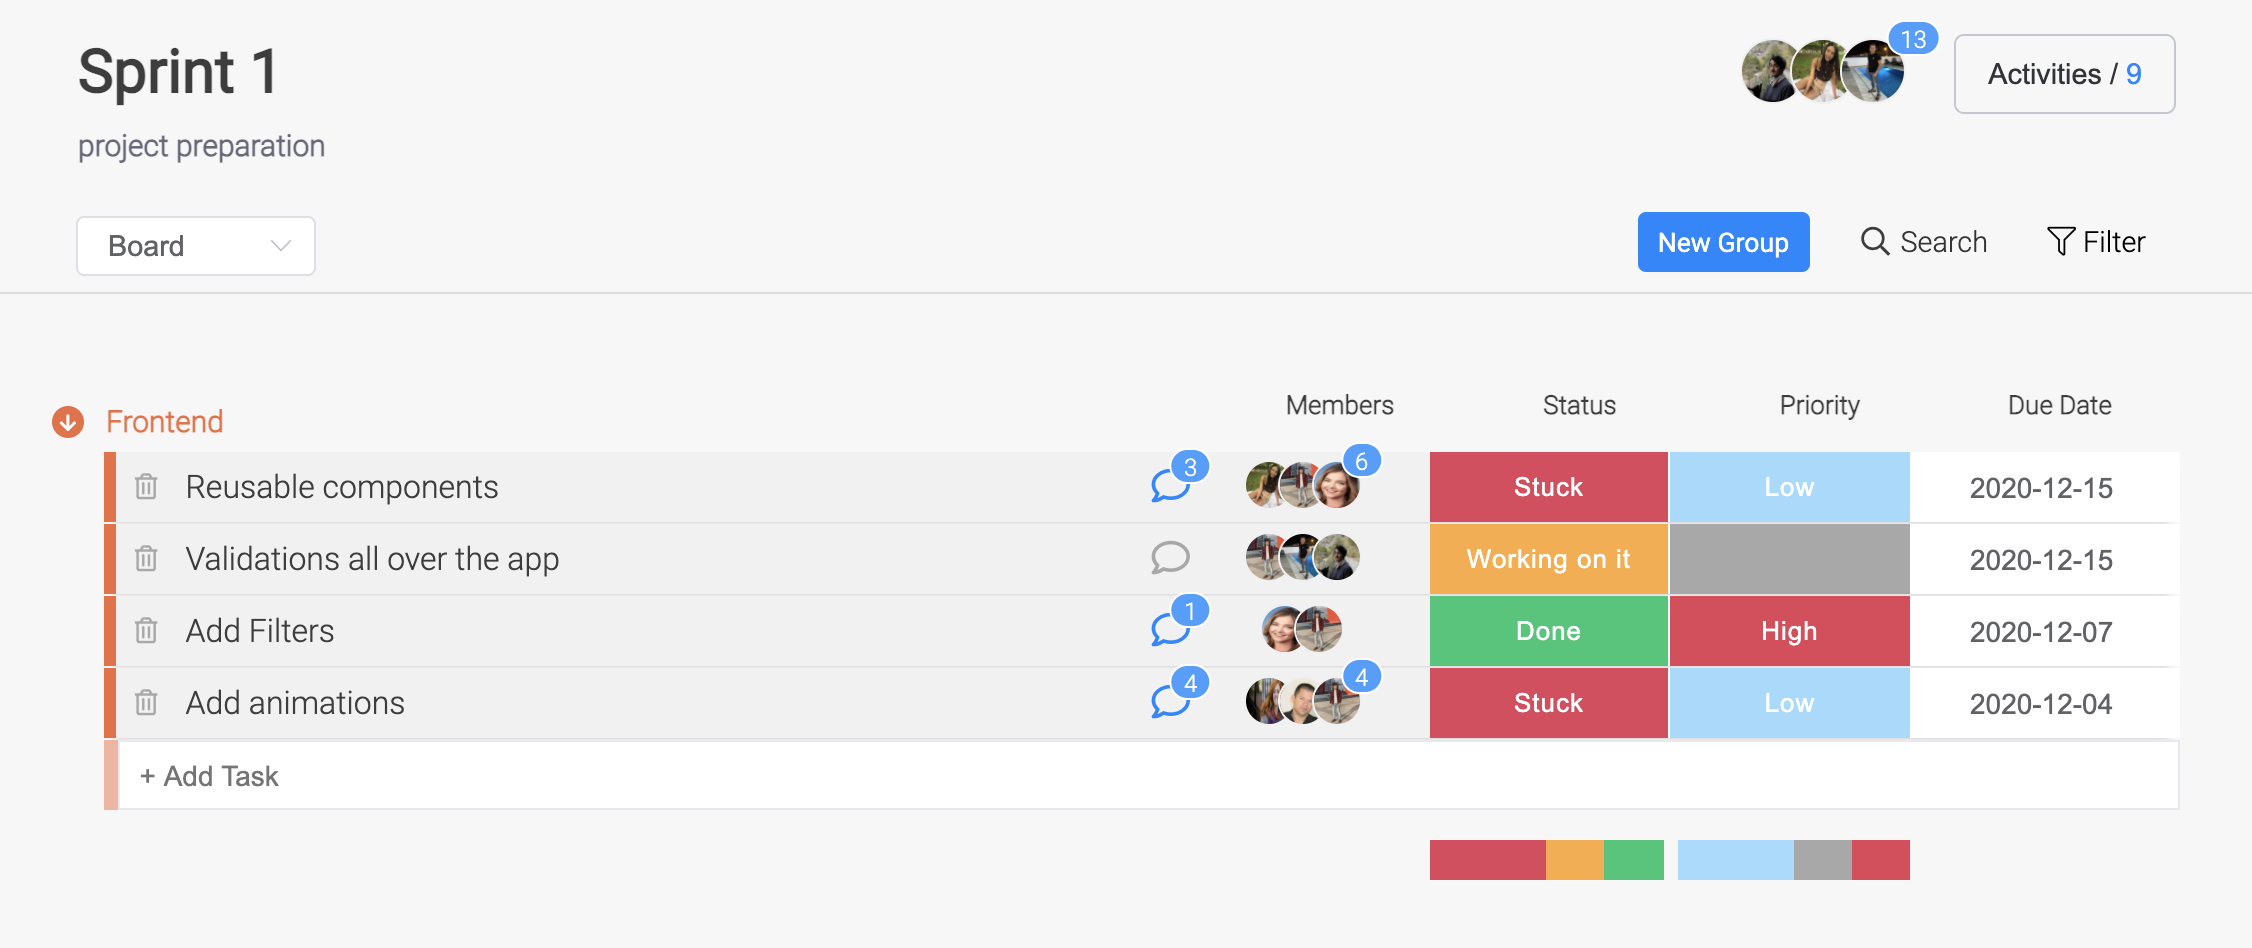 Sprint 1
13
Activities / 9
project preparation
Board
New Group
Search
Filter
Frontend
Members
Status
Priority
Due Date
Reusable components
3
6
Stuck
Low
2020-12-15
Validations all over the app
Working on it
2020-12-15
Add Filters
1
Done
High
2020-12-07
Add animations
4
4
Stuck
Low
2020-12-04
+ Add Task